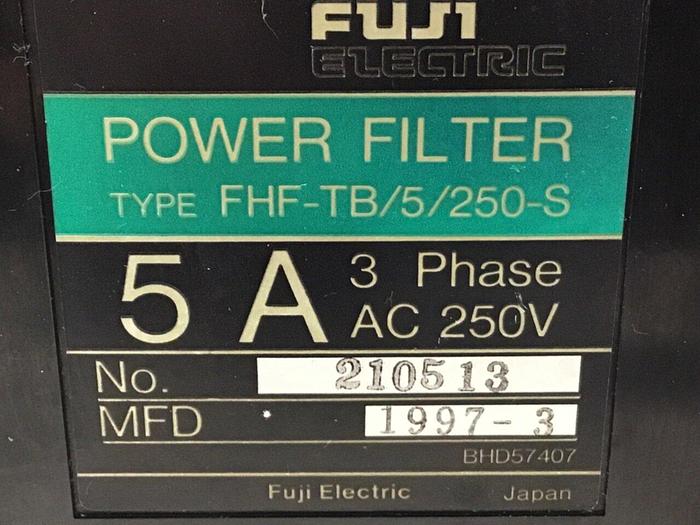 FUJI
ELECTRIC
POWER FILTER
TYPE FHF-TB/5/250-S
5 A 3 Phase
AC 250V
No. 210513
MFD 1997-3
BHD57407
Fuji Electric Japan